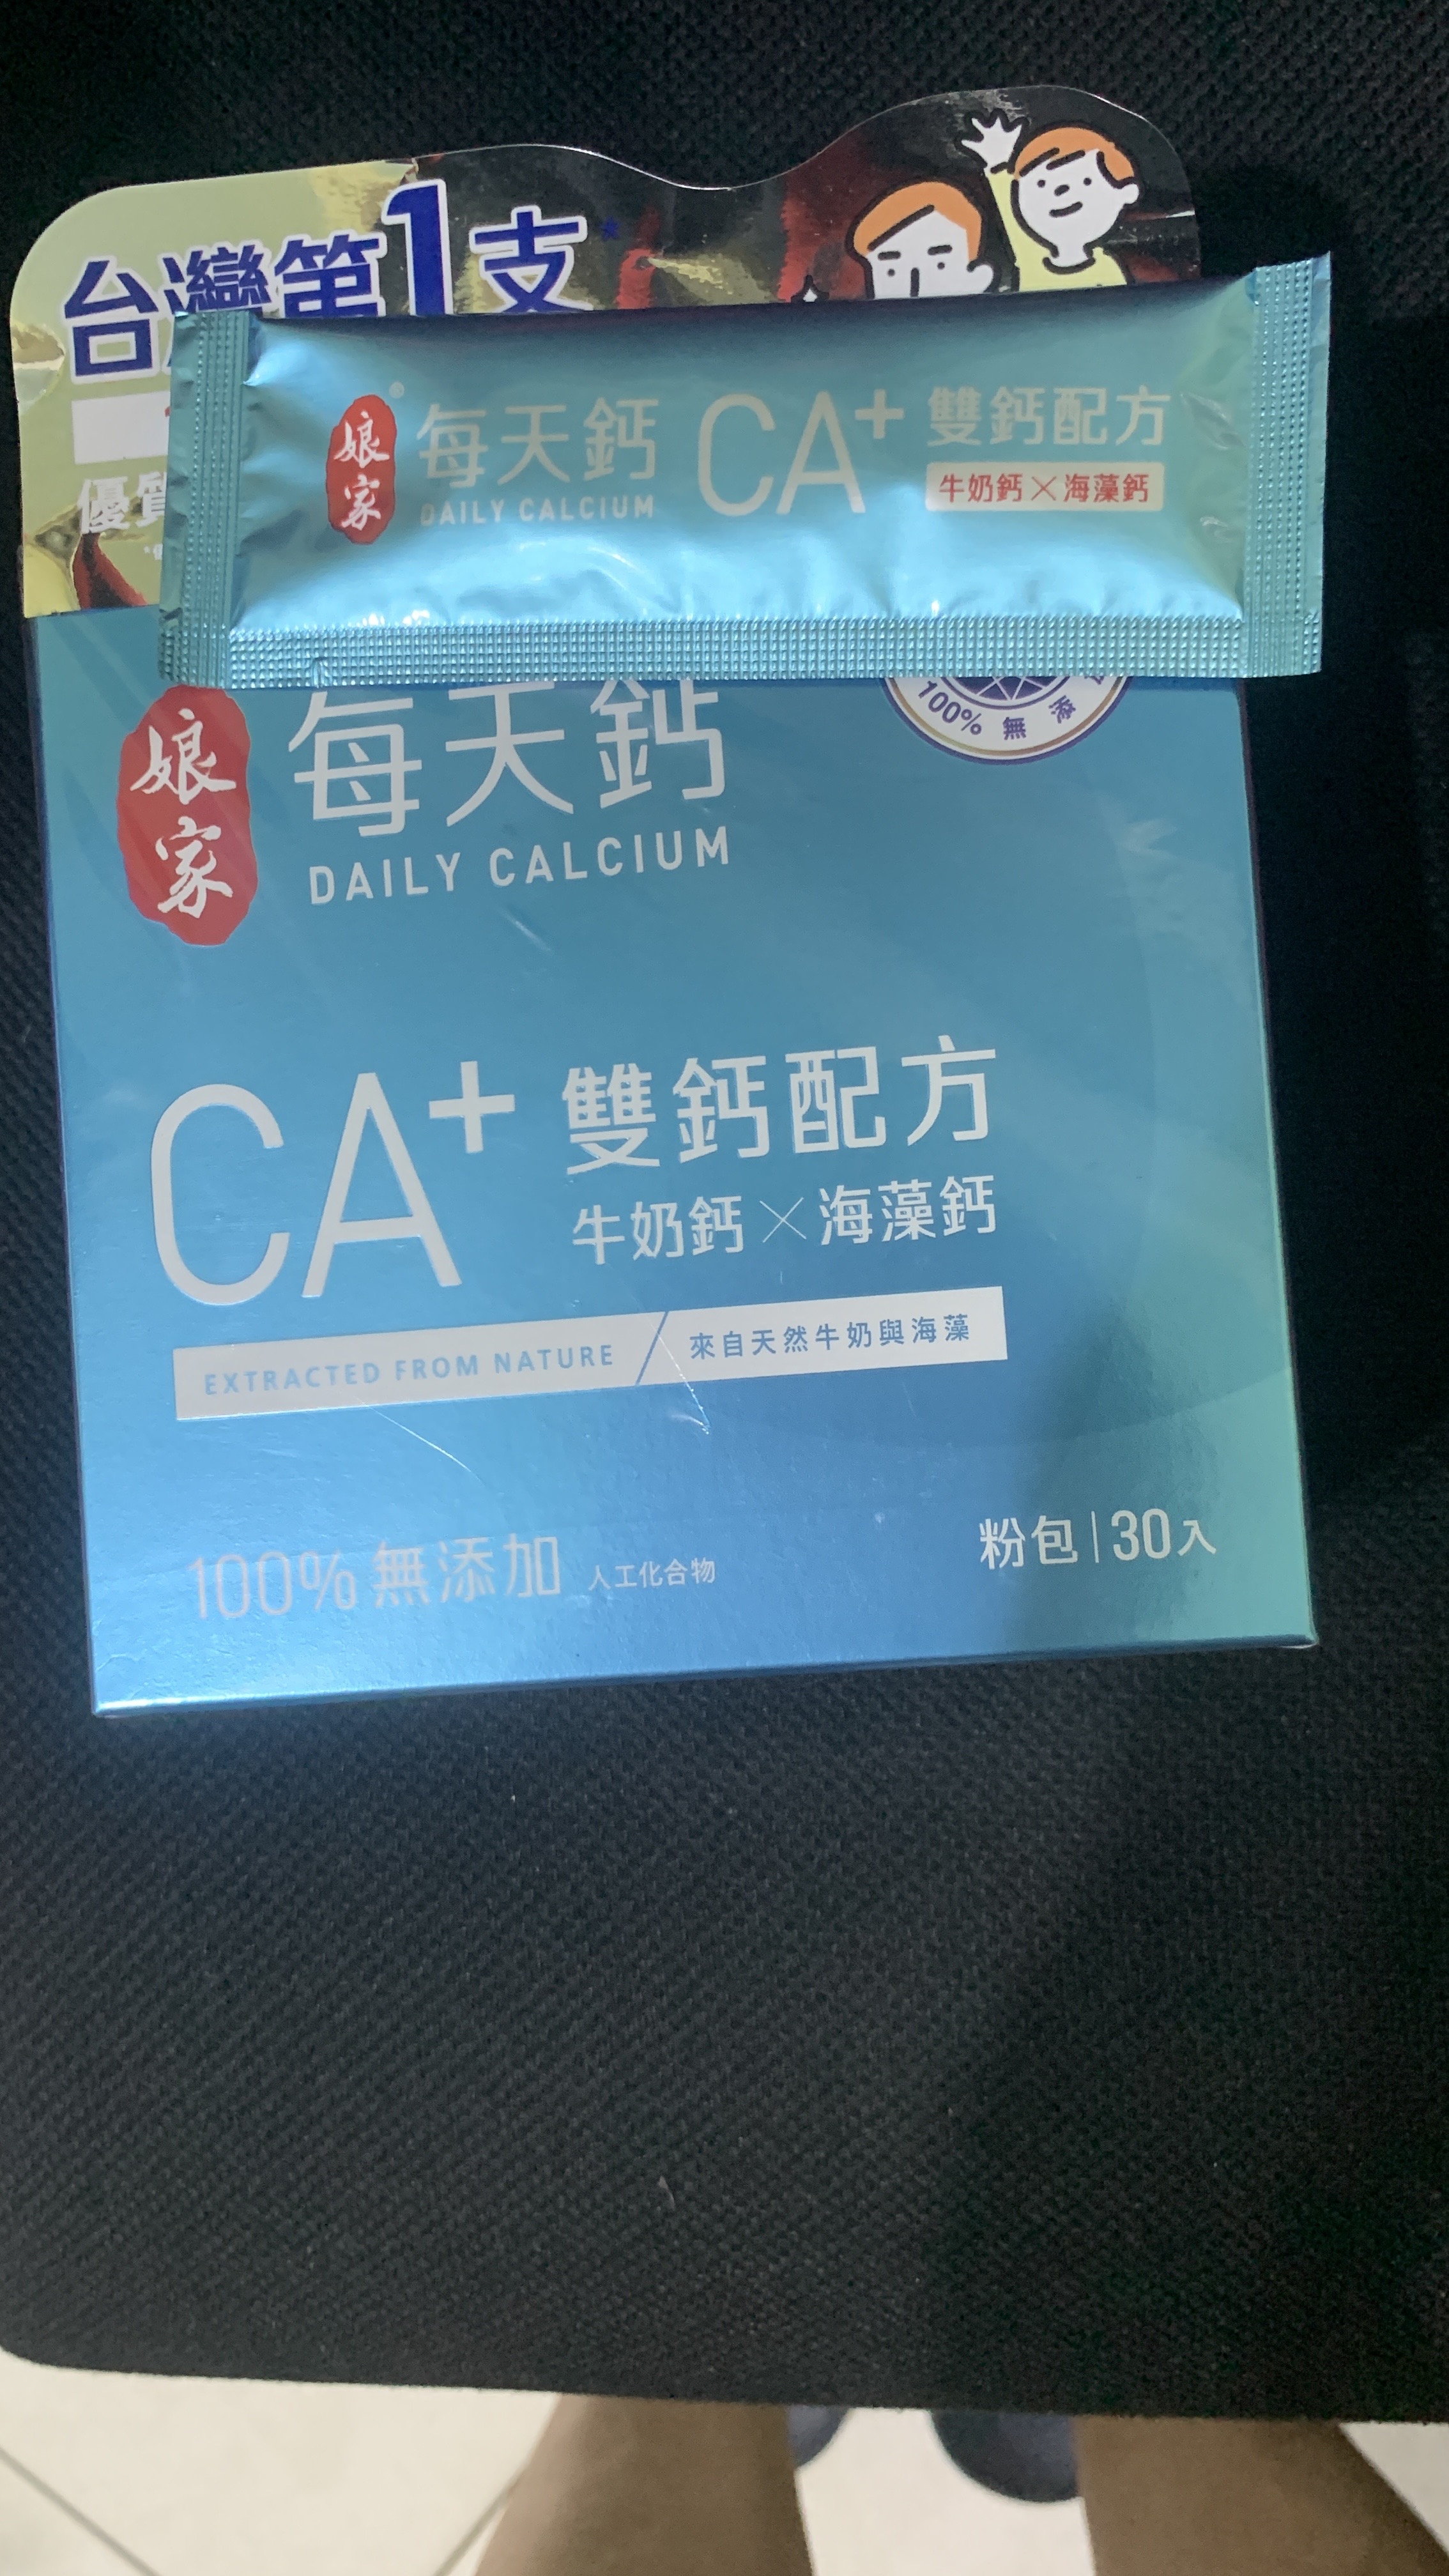 台灣第1支*
優質
娘家®
每天鈣
DAILY CALCIUM
CA+
雙鈣配方
牛奶鈣×海藻鈣
100% 無 添
娘家
每天鈣
DAILY CALCIUM
CA+
雙鈣配方
牛奶鈣×海藻鈣
EXTRACTED FROM NATURE / 來自天然牛奶與海藻
100% 無添加 人工化合物
粉包|30入